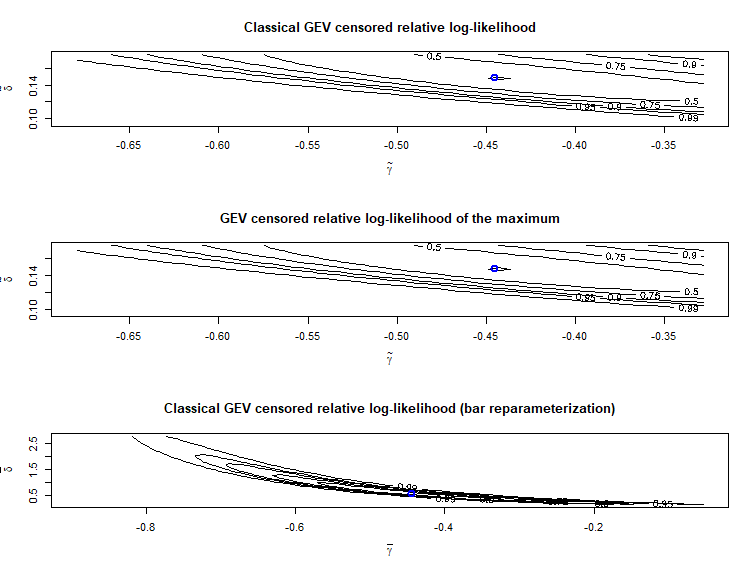 Classical GEV censored relative log-likelihood
0.5
0.75
0.9
0.5
0.75
0.9
0.95
0.99
0.14
0.10
δ̃
-0.65 -0.60 -0.55 -0.50 -0.45 -0.40 -0.35
γ̃
GEV censored relative log-likelihood of the maximum
0.5
0.75
0.9
0.5
0.75
0.9
0.95
0.99
0.14
0.10
δ̃
-0.65 -0.60 -0.55 -0.50 -0.45 -0.40 -0.35
γ̃
Classical GEV censored relative log-likelihood (bar reparameterization)
2.5
1.5
0.5
0.99
0.99
0.95
-0.8 -0.6 -0.4 -0.2
γ̅